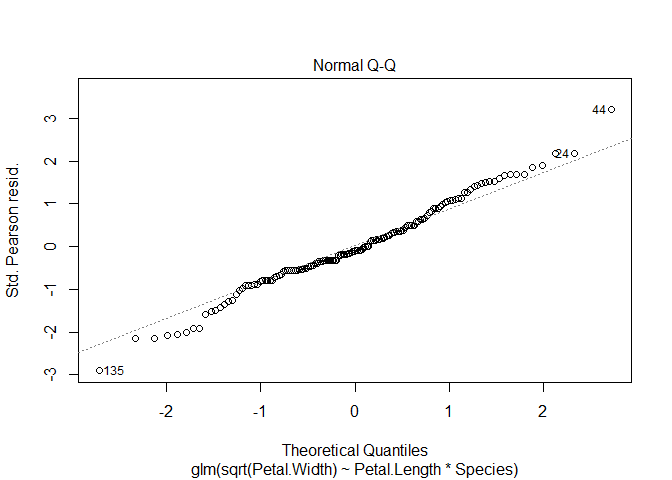 Normal Q-Q
Std. Pearson resid.
3
2
1
0
-1
-2
-3
44
24
135
-2 -1 0 1 2
Theoretical Quantiles
glm(sqrt(Petal.Width) ~ Petal.Length * Species)